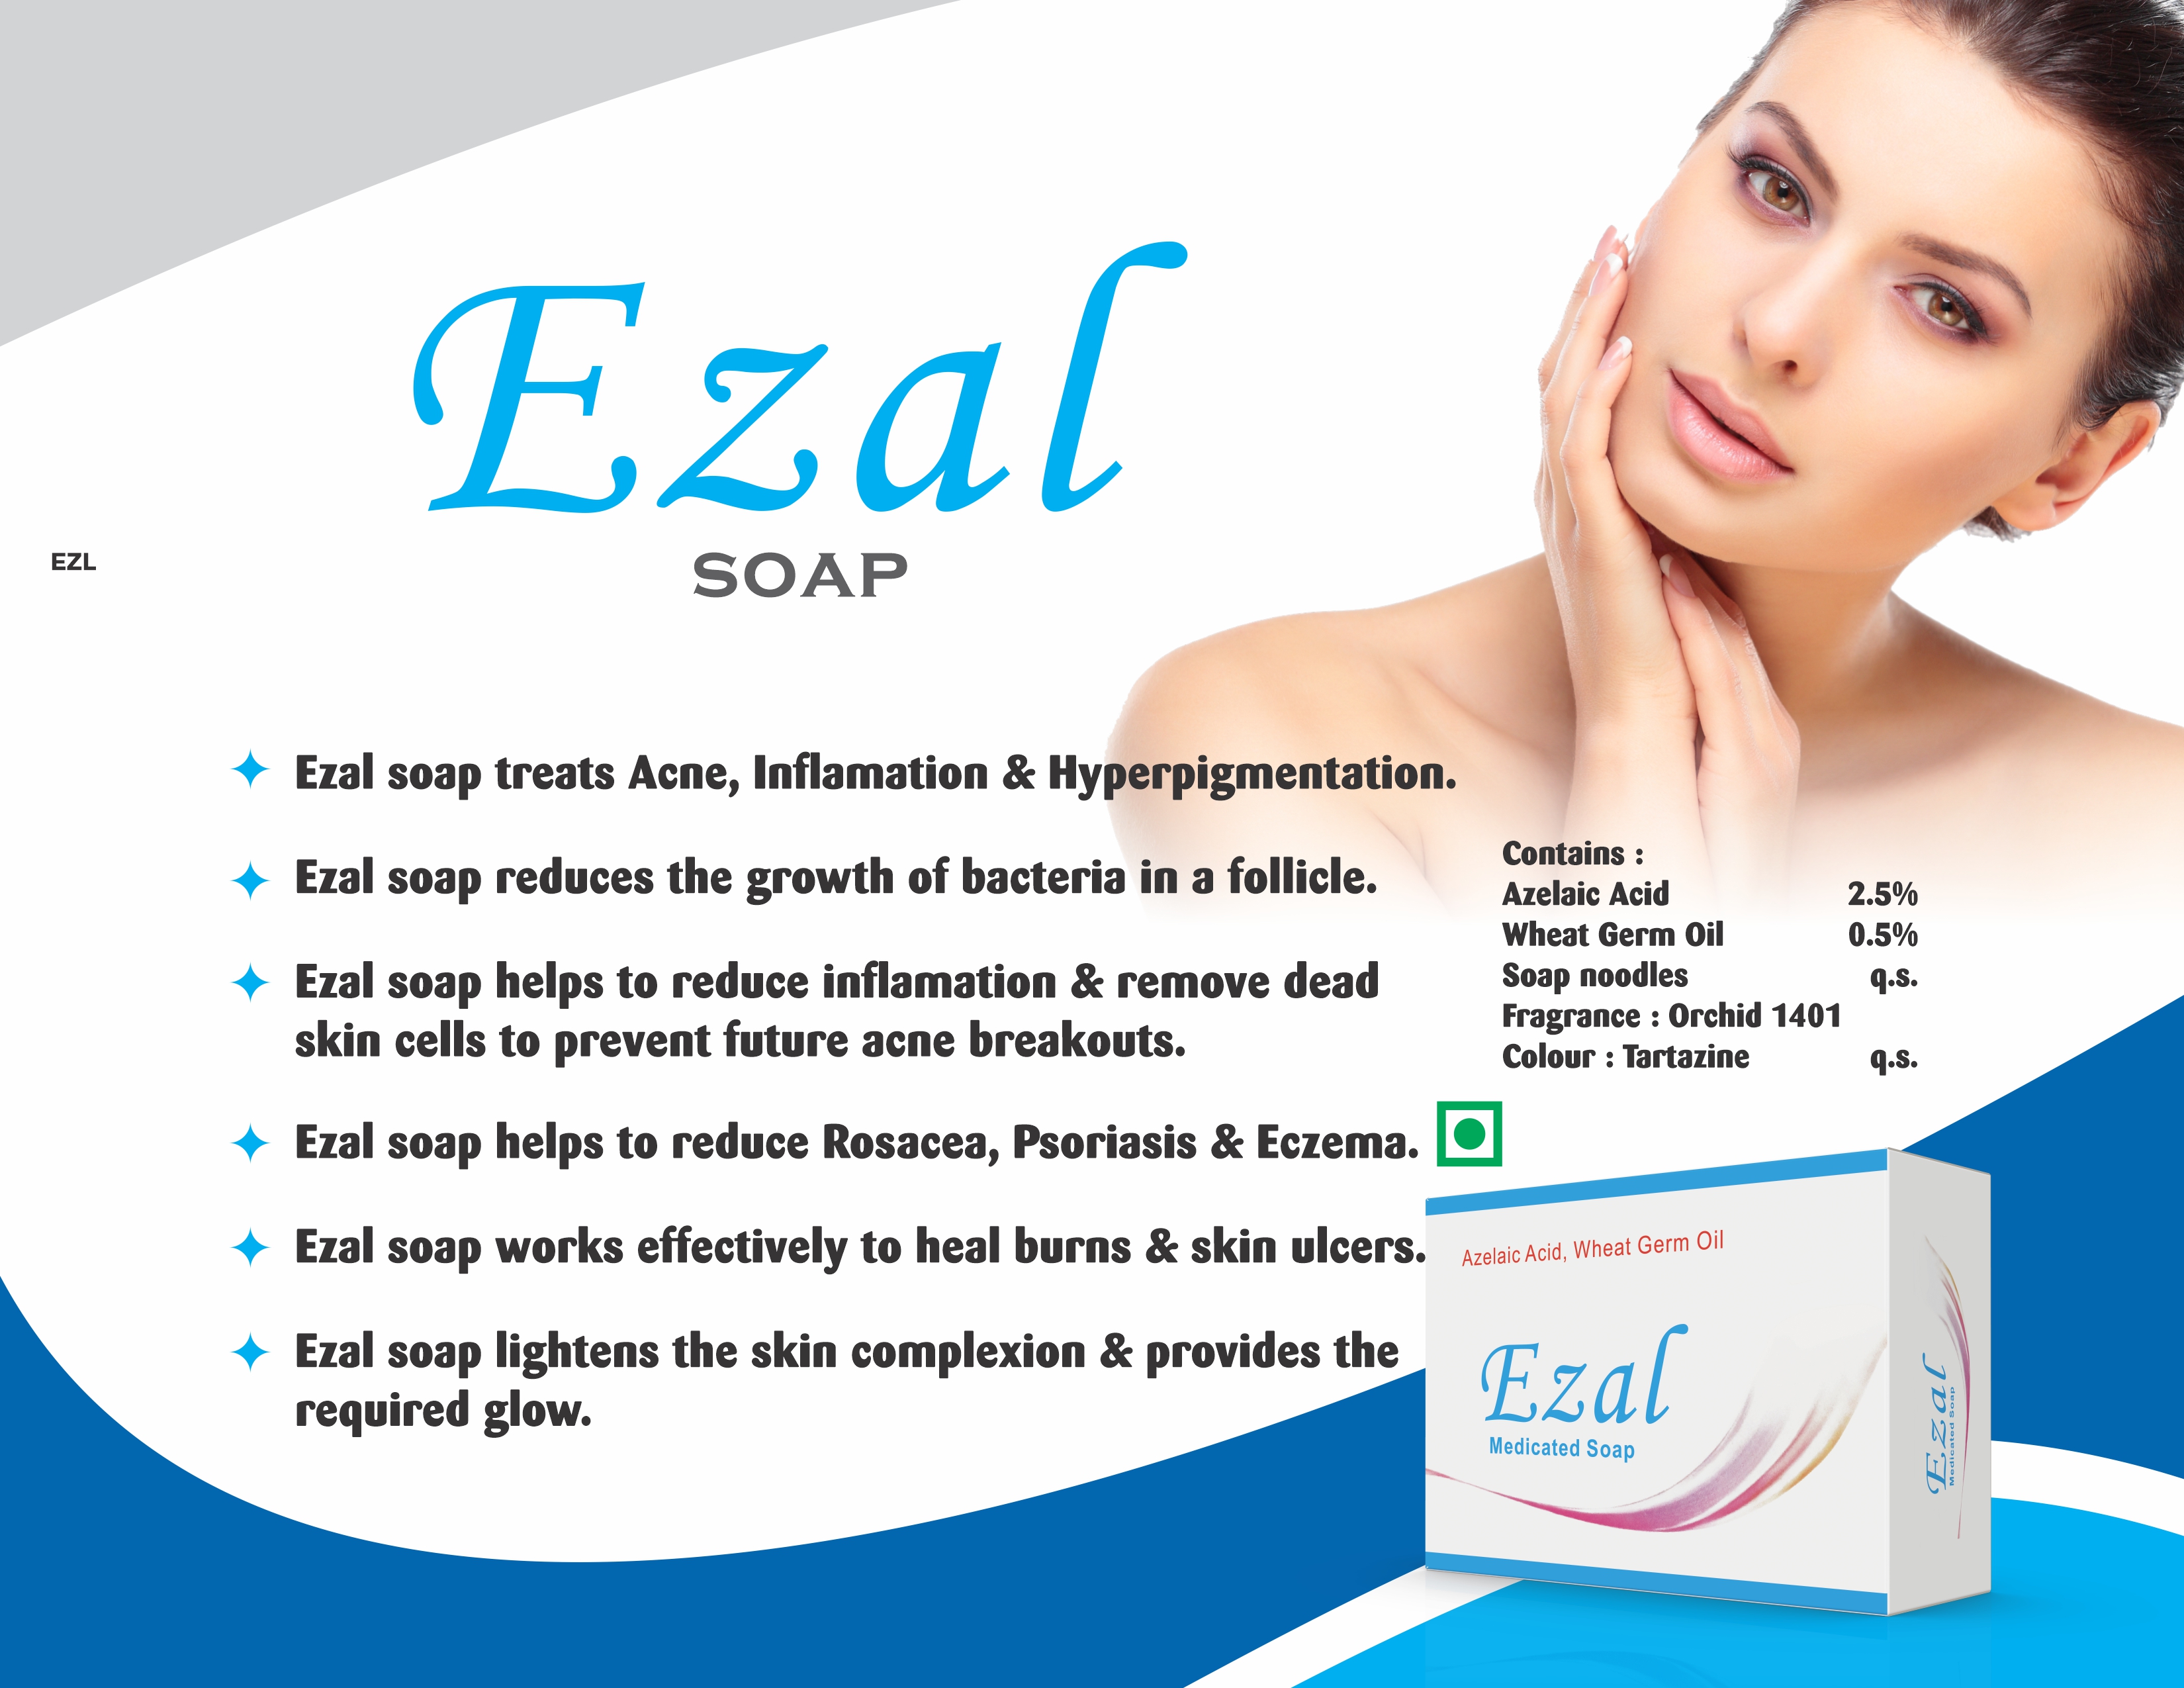 Ezal
SOAP
EZL
Ezal soap treats Acne, Inflamation & Hyperpigmentation.
Ezal soap reduces the growth of bacteria in a follicle.
Ezal soap helps to reduce inflamation & remove dead
skin cells to prevent future acne breakouts.
Ezal soap helps to reduce Rosacea, Psoriasis & Eczema.
Ezal soap works effectively to heal burns & skin ulcers.
Ezal soap lightens the skin complexion & provides the
required glow.
Contains :
Azelaic Acid 2.5%
Wheat Germ Oil 0.5%
Soap noodles q.s.
Fragrance : Orchid 1401
Colour : Tartazine q.s.
Azelaic Acid, Wheat Germ Oil
Ezal
Medicated Soap
Ezal
Medicated Soap